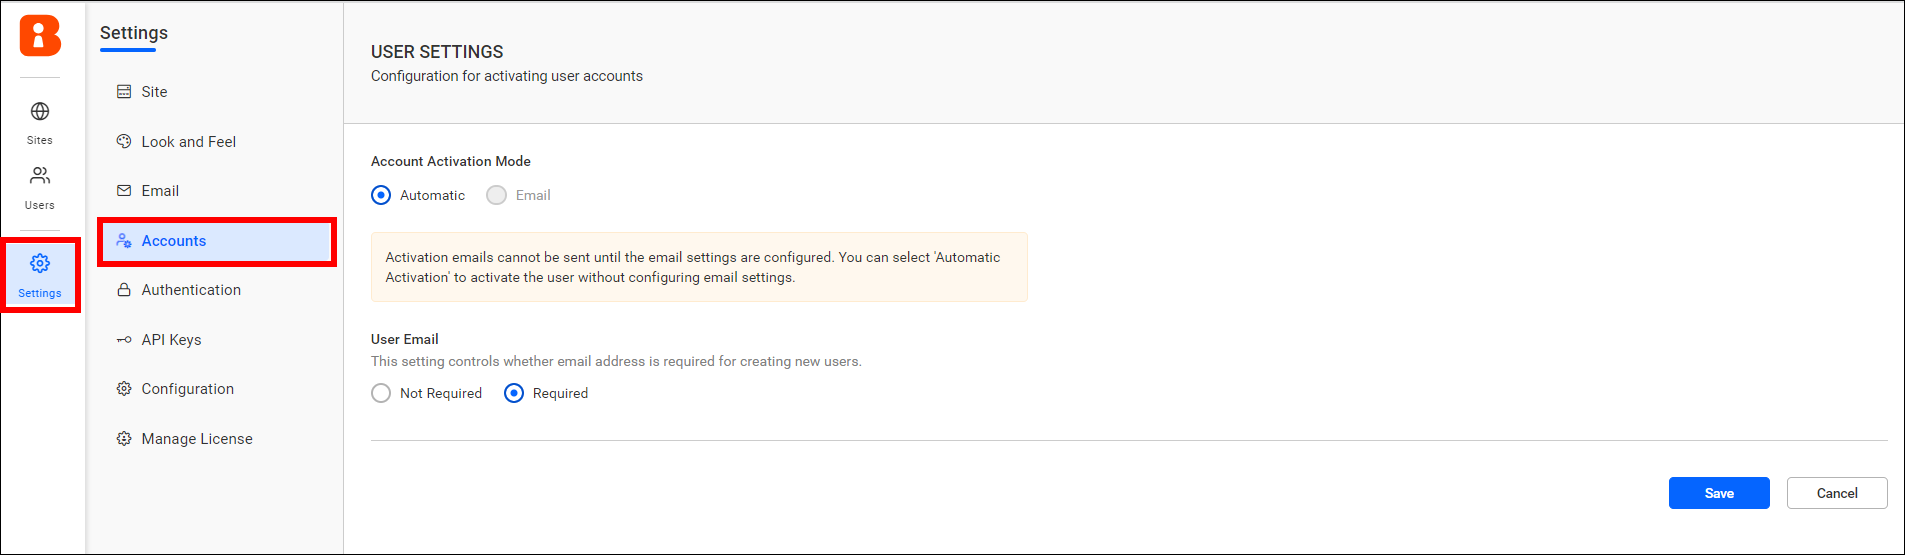 Sites
Users
Settings
Settings
Site
Look and Feel
Email
Accounts
Authentication
API Keys
Configuration
Manage License
USER SETTINGS
Configuration for activating user accounts
Account Activation Mode
Automatic Email
Activation emails cannot be sent until the email settings are configured. You can select 'Automatic
Activation' to activate the user without configuring email settings.
User Email
This setting controls whether email address is required for creating new users.
Not Required Required
Save Cancel